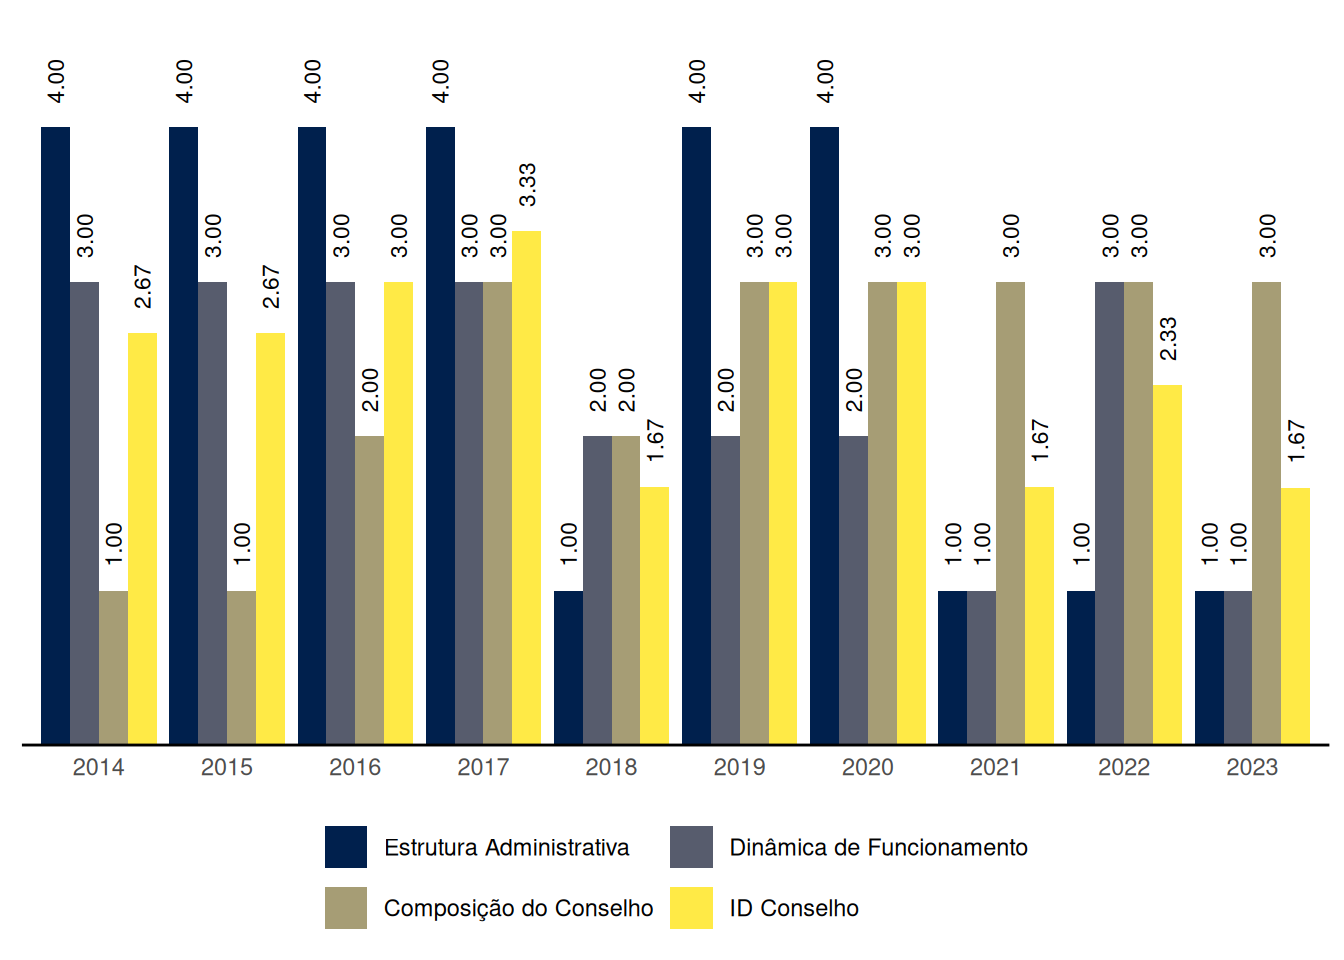 4.00 4.00 4.00 4.00 4.00 4.00
3.33
3.00 3.00 3.00 3.00 3.00 3.00 3.00 3.00 3.00 3.00 3.00 3.00 3.00
2.67 2.67
2.33
2.00 2.00 2.00 2.00 2.00
1.67 1.67 1.67
1.00 1.00 1.00 1.00 1.00 1.00 1.00 1.00
2014 2015 2016 2017 2018 2019 2020 2021 2022 2023
Estrutura Administrativa Dinâmica de Funcionamento
Composição do Conselho ID Conselho